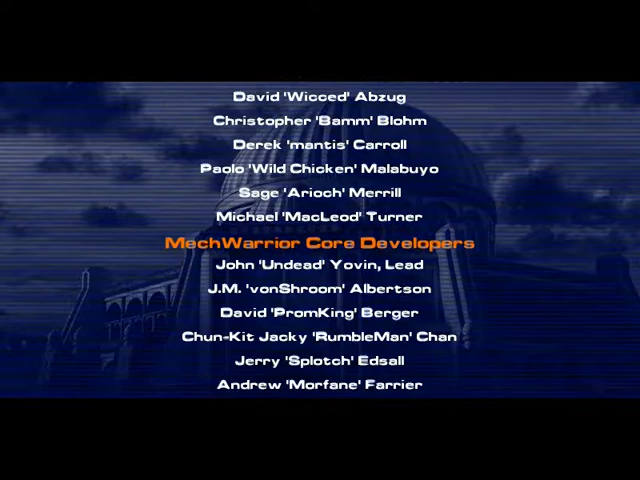 David 'Wicced' Abzug
Christopher 'Bamm' Blohm
Derek 'mantis' Carroll
Paolo 'Wild Chicken' Malabuyo
Sage 'Arioch' Merrill
Michael 'MacLeod' Turner
MechWarrior Core Developers
John 'Undead' Yovin, Lead
J.M. 'vonShroom' Albertson
David 'PromKing' Berger
Chun-Kit Jacky 'RumbleMan' Chan
Jerry 'Splotch' Edsall
Andrew 'Morfane' Farrier